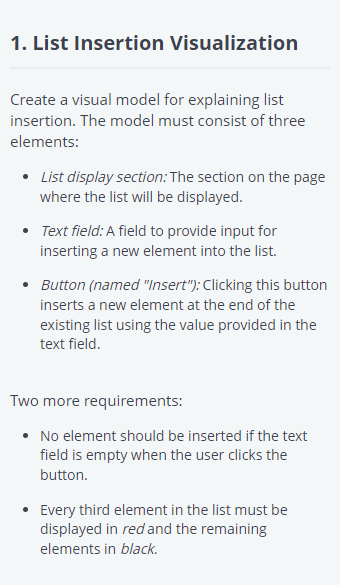 1. List Insertion Visualization
Create a visual model for explaining list
insertion. The model must consist of three
elements:
• List display section: The section on the page
where the list will be displayed.
• Text field: A field to provide input for
inserting a new element into the list.
• Button (named "Insert"): Clicking this button
inserts a new element at the end of the
existing list using the value provided in the
text field.
Two more requirements:
• No element should be inserted if the text
field is empty when the user clicks the
button.
• Every third element in the list must be
displayed in red and the remaining
elements in black.